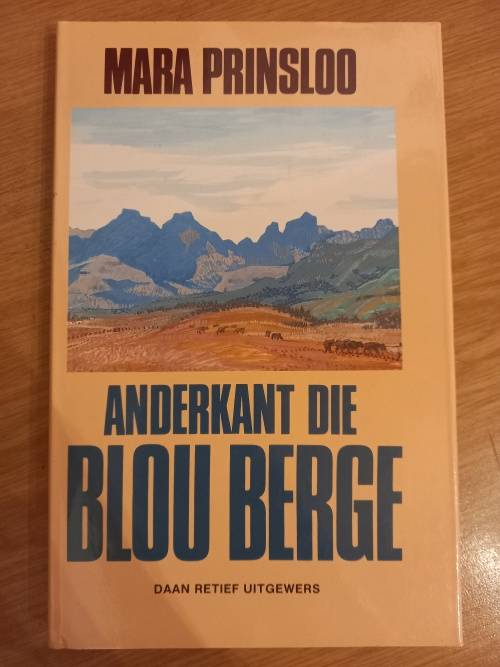 MARA PRINSLOO
ANDERKANT DIE
BLOU BERGE
DAAN RETIEF UITGEWERS